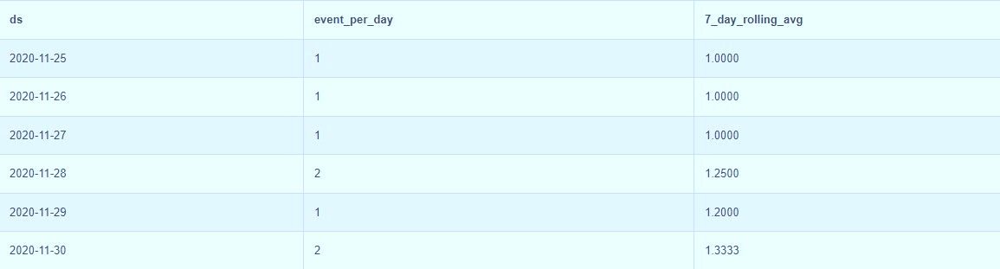 ds event_per_day 7_day_rolling_avg
2020-11-25 1 1.0000
2020-11-26 1 1.0000
2020-11-27 1 1.0000
2020-11-28 2 1.2500
2020-11-29 1 1.2000
2020-11-30 2 1.3333